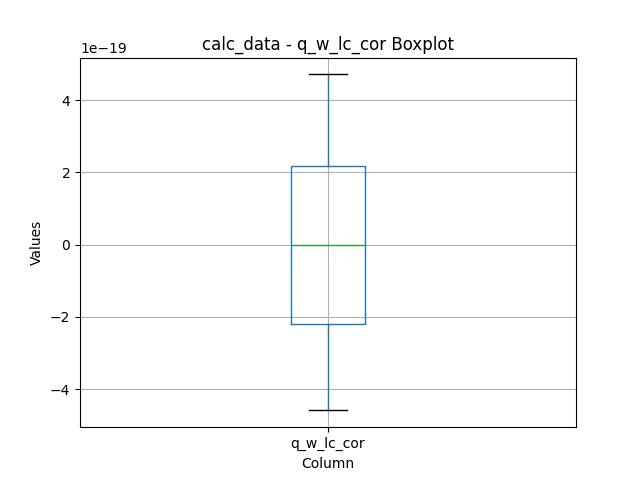 calc_data - q_w_lc_cor Boxplot
1e−19
4
2
0
−2
−4
Values
q_w_lc_cor
Column